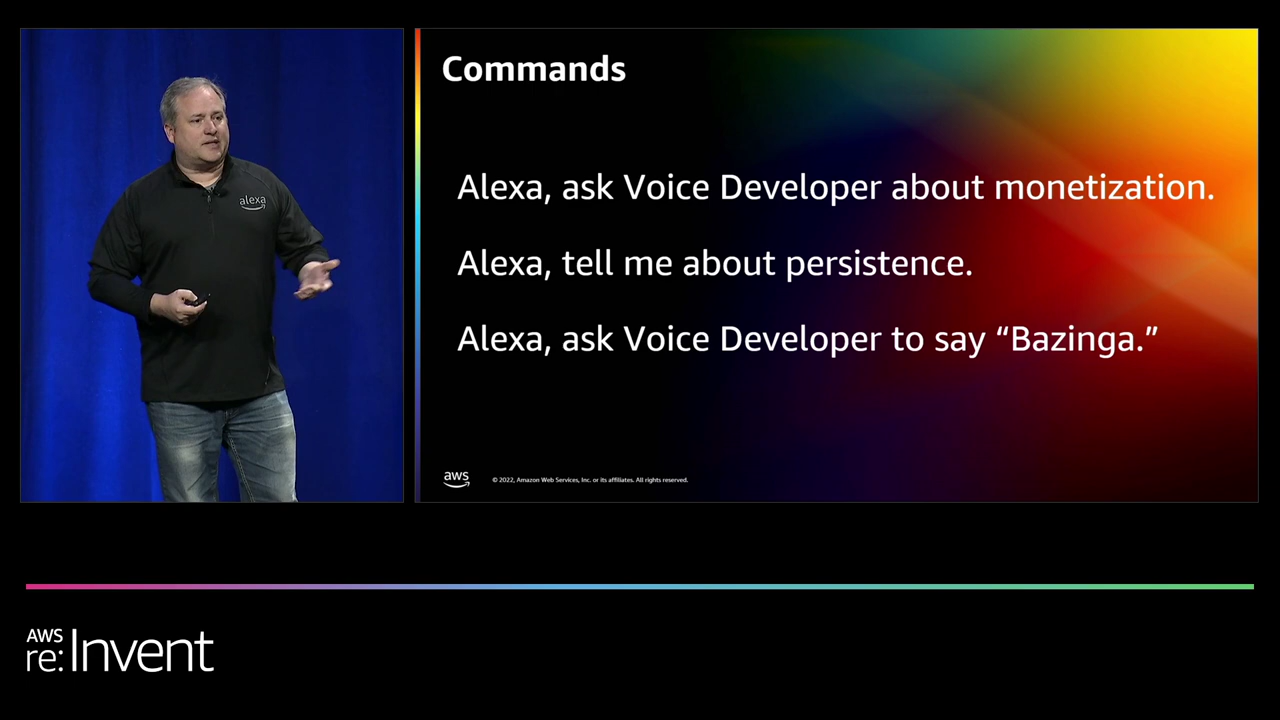 alexa
Commands
Alexa, ask Voice Developer about monetization.
Alexa, tell me about persistence.
Alexa, ask Voice Developer to say “Bazinga.”
aws
© 2022, Amazon Web Services, Inc. or its affiliates. All rights reserved.
AWS
re:Invent